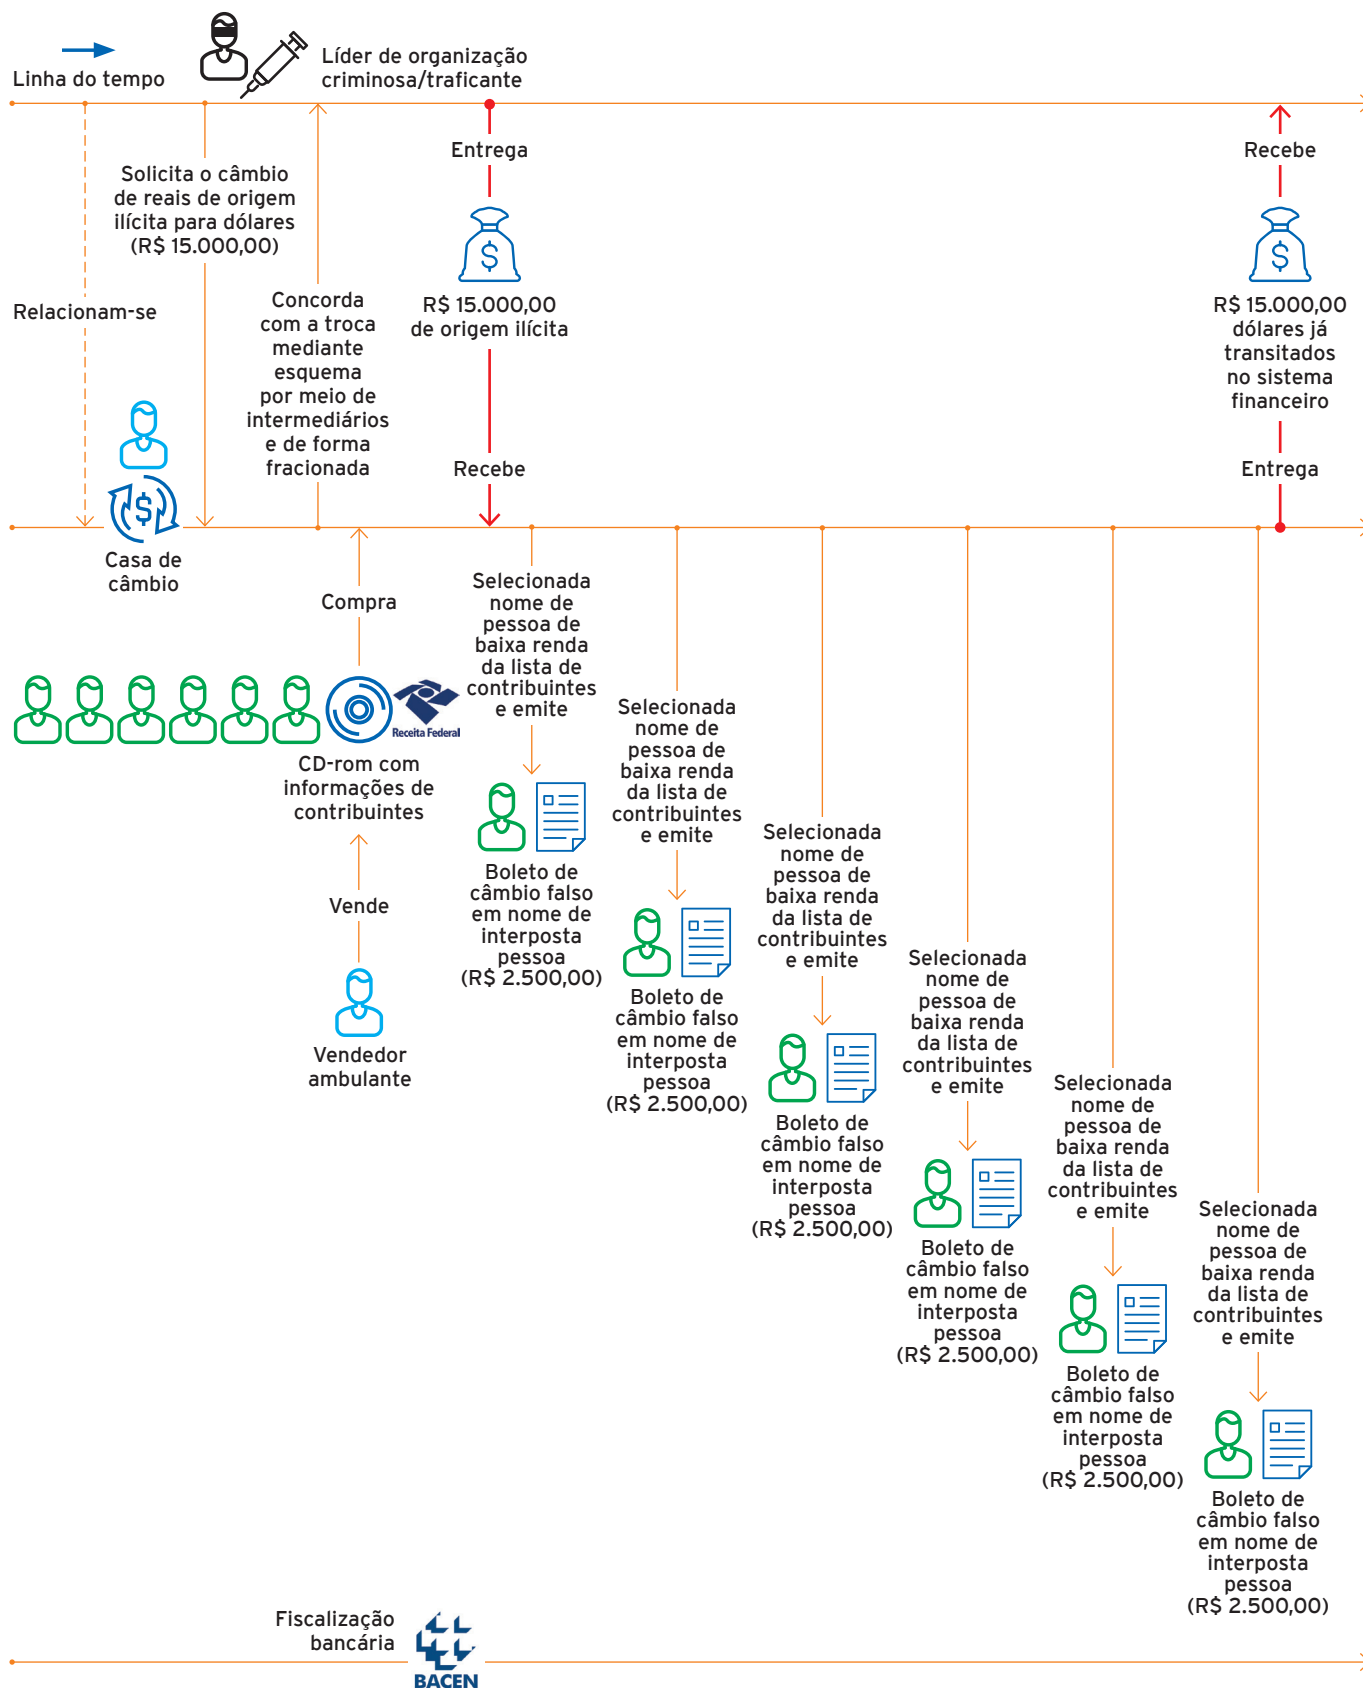 Linha do tempo
Líder de organização
criminosa/traficante
Solicita o câmbio
de reais de origem
ilícita para dólares
(R$ 15.000,00)
Relacionam-se
Concorda
com a troca
mediante
esquema
por meio de
intermediários
e de forma
fracionada
Entrega
$
R$ 15.000,00
de origem ilícita
Recebe
Recebe
$
R$ 15.000,00
dólares já
transitados
no sistema
financeiro
Entrega
$
Casa de
câmbio
Compra
Receita Federal
CD-rom com
informações de
contribuintes
Vende
Vendedor
ambulante
Selecionada
nome de
pessoa de
baixa renda
da lista de
contribuintes
e emite
Boleto de
câmbio falso
em nome de
interposta
pessoa
(R$ 2.500,00)
Selecionada
nome de
pessoa de
baixa renda
da lista de
contribuintes
e emite
Boleto de
câmbio falso
em nome de
interposta
pessoa
(R$ 2.500,00)
Selecionada
nome de
pessoa de
baixa renda
da lista de
contribuintes
e emite
Boleto de
câmbio falso
em nome de
interposta
pessoa
(R$ 2.500,00)
Selecionada
nome de
pessoa de
baixa renda
da lista de
contribuintes
e emite
Boleto de
câmbio falso
em nome de
interposta
pessoa
(R$ 2.500,00)
Selecionada
nome de
pessoa de
baixa renda
da lista de
contribuintes
e emite
Boleto de
câmbio falso
em nome de
interposta
pessoa
(R$ 2.500,00)
Selecionada
nome de
pessoa de
baixa renda
da lista de
contribuintes
e emite
Boleto de
câmbio falso
em nome de
interposta
pessoa
(R$ 2.500,00)
Fiscalização
bancária
BACEN